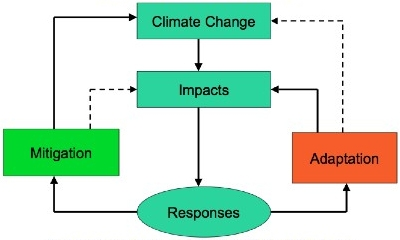 Climate Change
Impacts
Mitigation
Adaptation
Responses